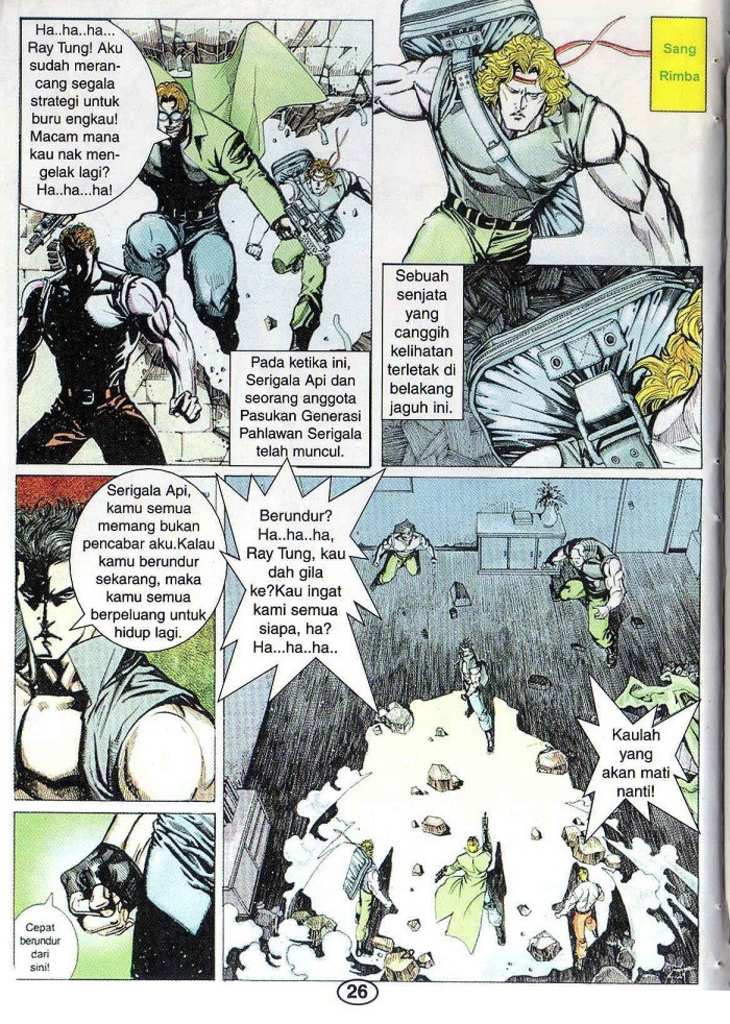 Ha..ha..ha...
Ray Tung! Aku
sudah meran-
cang segala
strategi untuk
buru engkau!
Macam mana
kau nak men-
gelak lagi?
Ha..ha...ha!
Sang
Rimba
Pada ketika ini,
Serigala Api dan
seorang anggota
Pasukan Generasi
Pahlawan Serigala
telah muncul.
Sebuah
senjata
yang
canggih
kelihatan
terletak di
belakang
jaguh ini.
Serigala Api,
kamu semua
memang bukan
pencabar aku.Kalau
kamu berundur
sekarang, maka
kamu semua
berpeluang untuk
hidup lagi.
Berundur?
Ha..ha..ha,
Ray Tung, kau
dah gila
ke?Kau ingat
kami semua
siapa, ha?
Ha...ha..ha..
Kaulah
yang
akan mati
nanti!
Cepat
berundur
dari
sini!
26